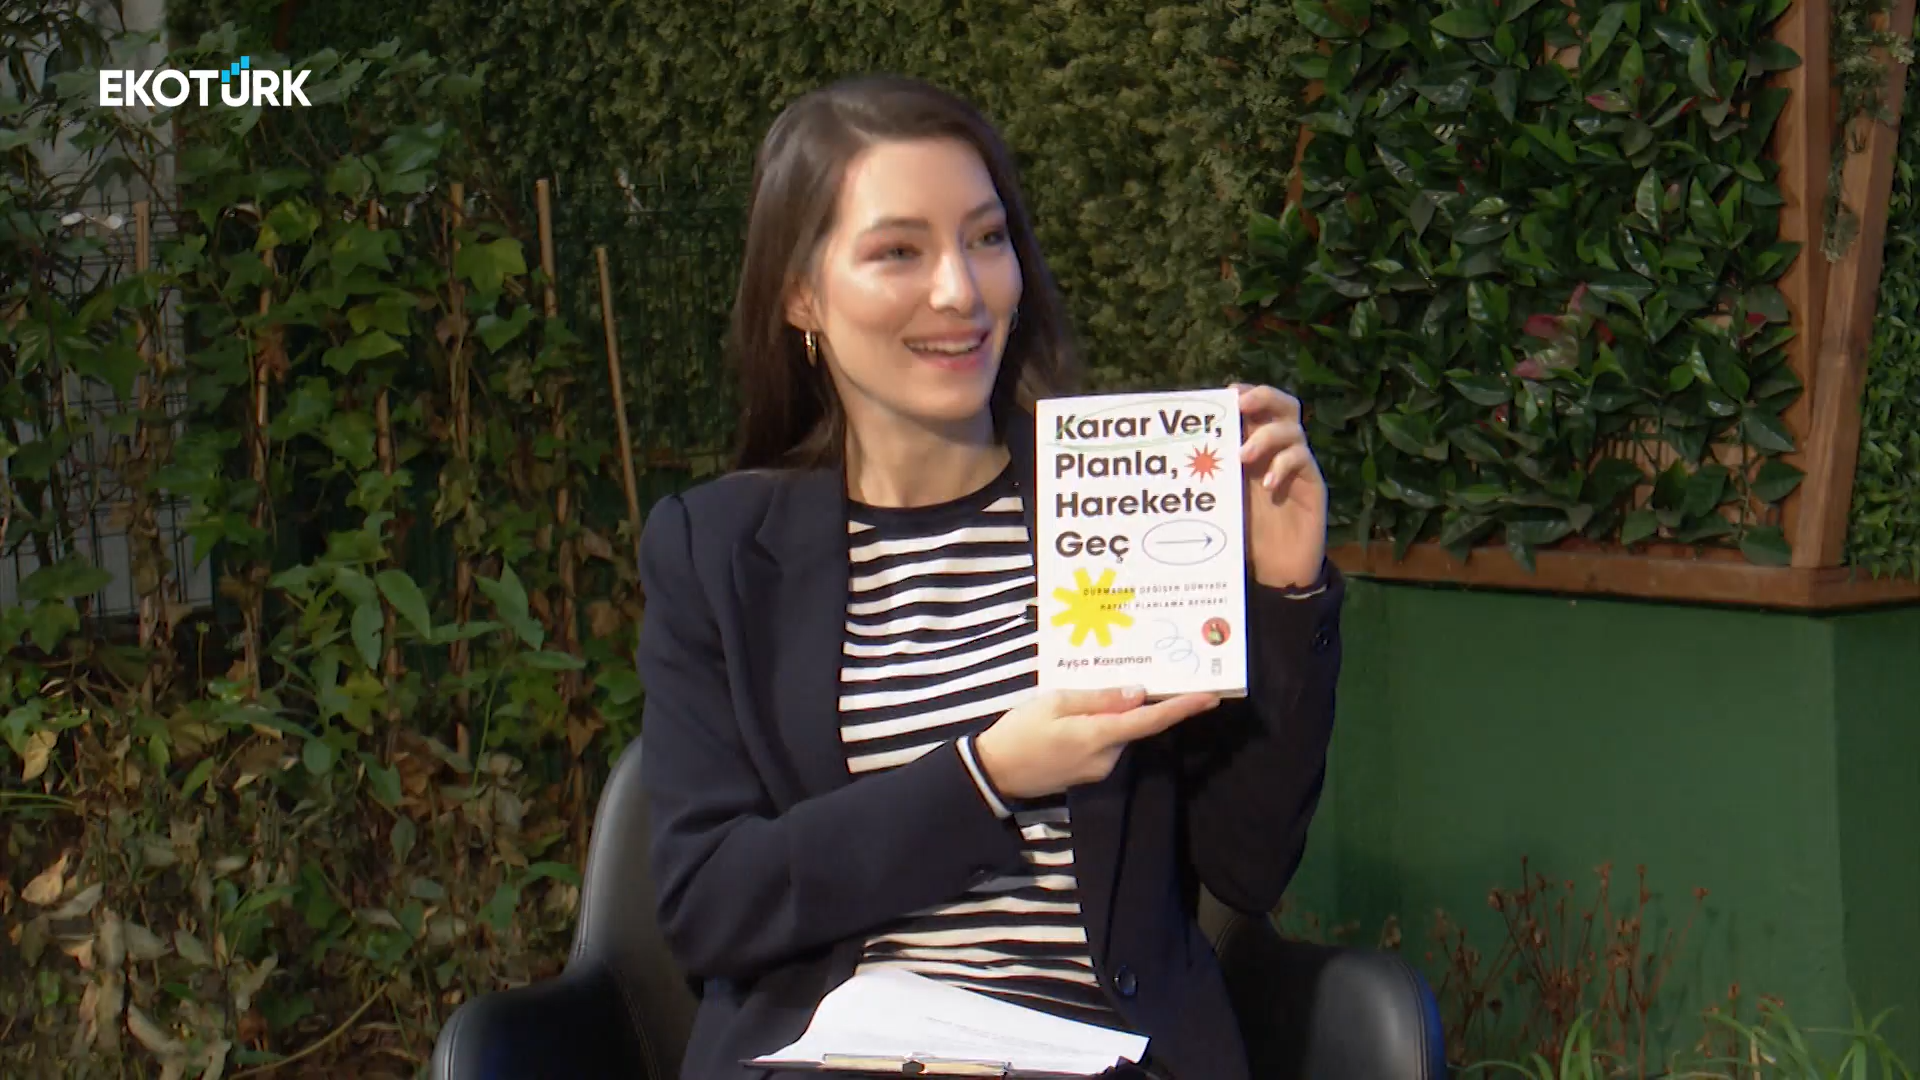 EKOTÜRK
Karar Ver,
Planla,
Harekete
Geç
DURMADAN DEĞİŞEN DÜNYADA
HAYATI PLANLAMA REHBERİ
Ayça Karaman